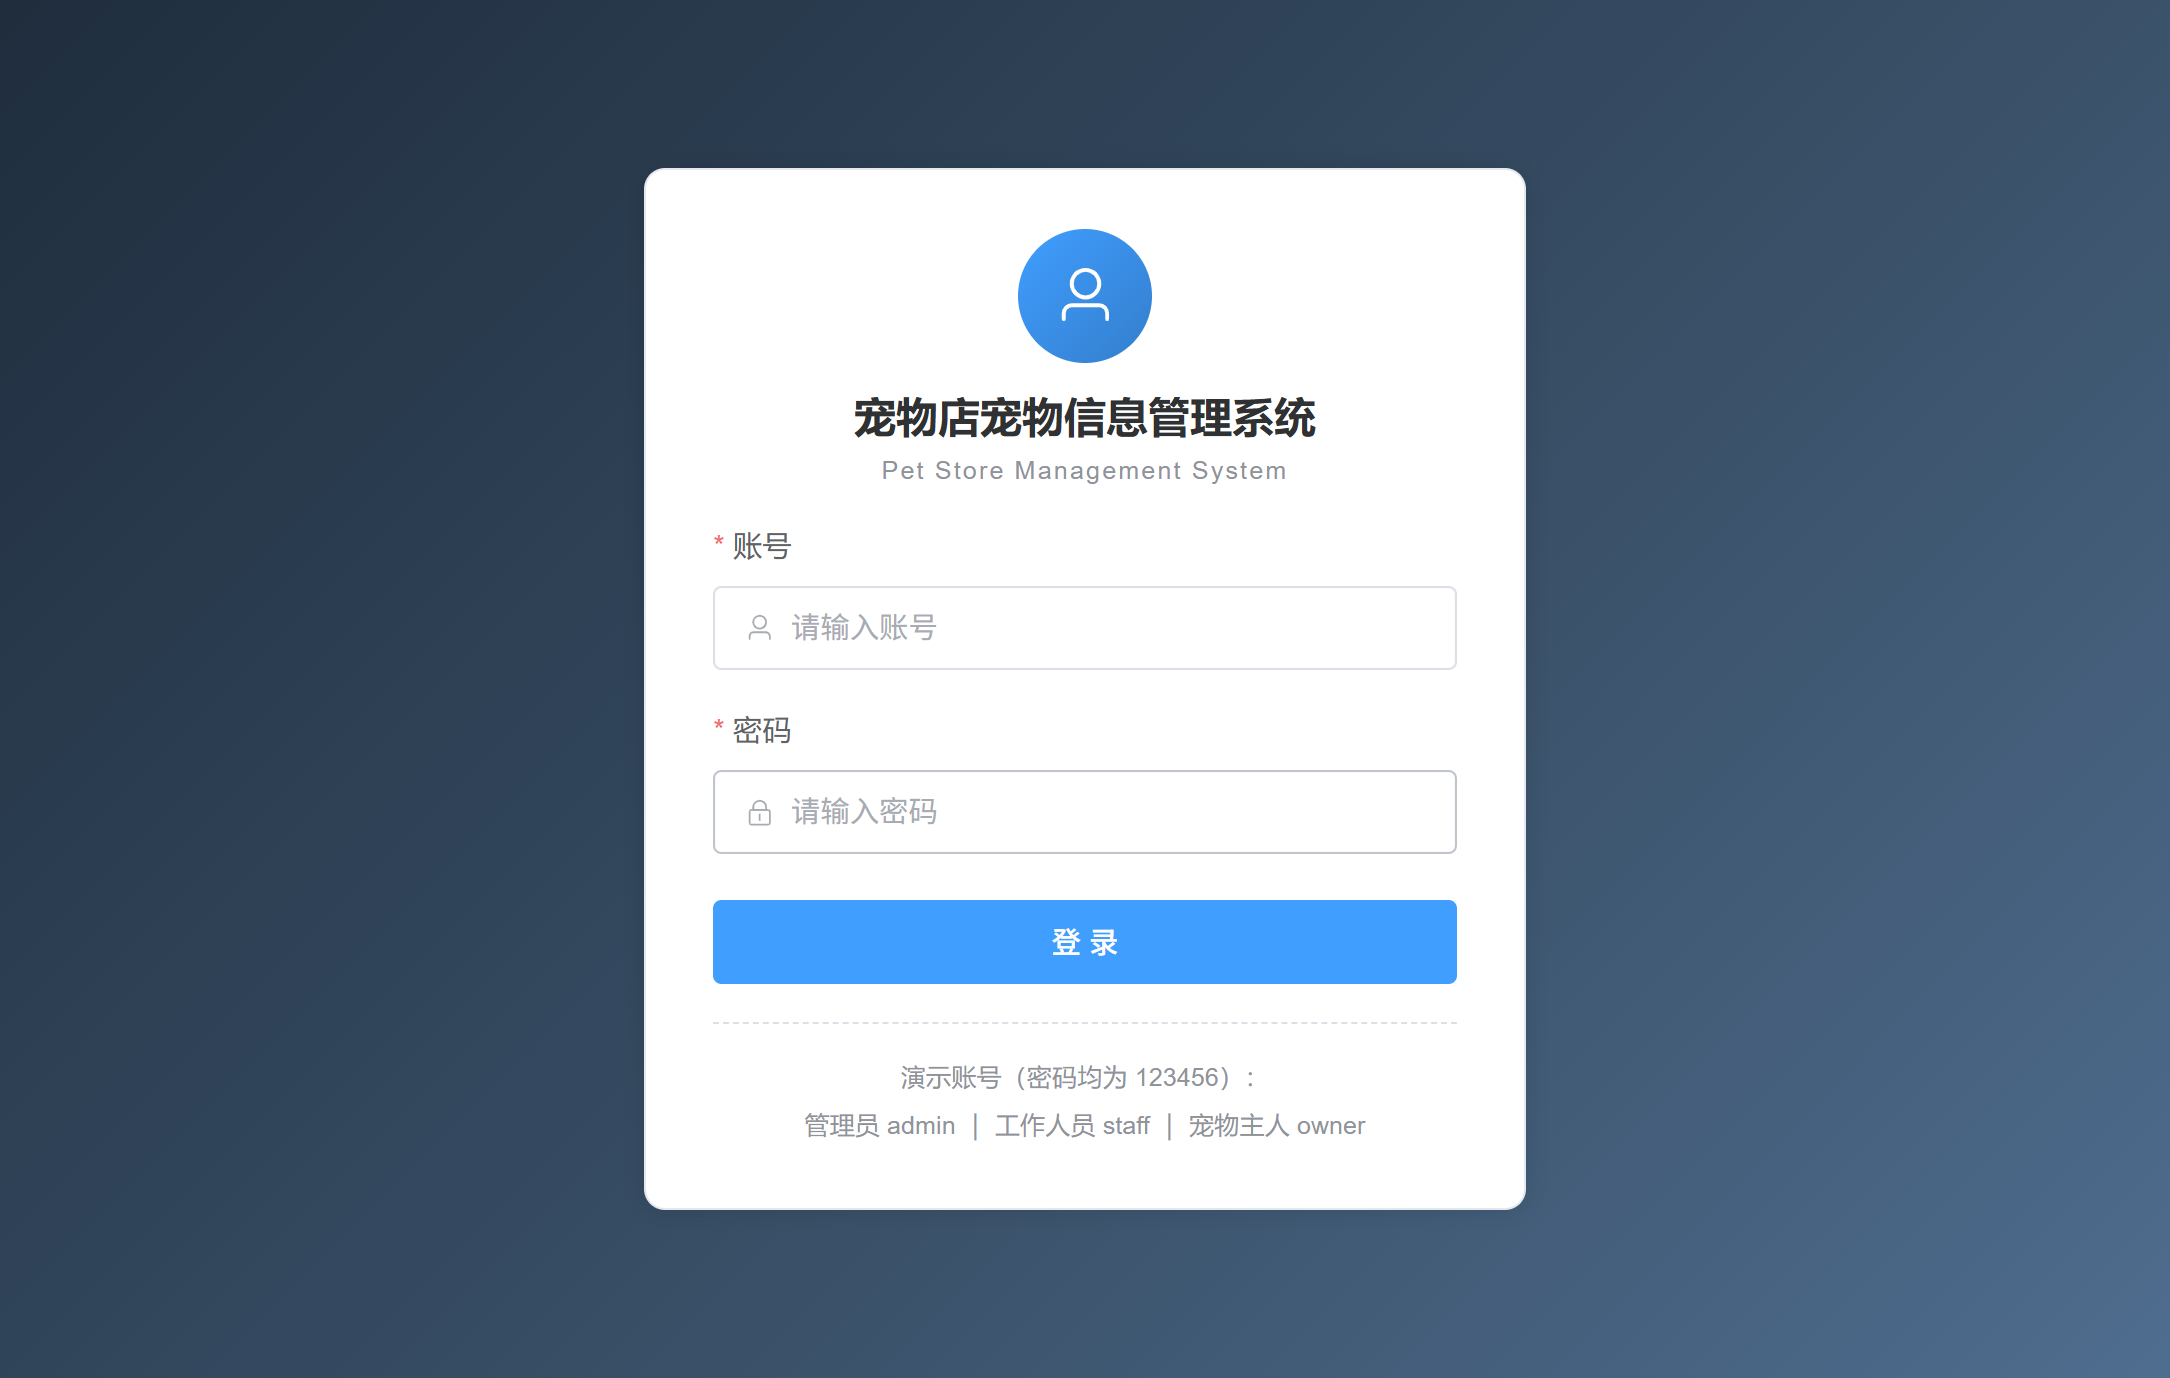 宠物店宠物信息管理系统
Pet Store Management System
* 账号
请输入账号
* 密码
请输入密码
登 录
演示账号（密码均为 123456）：
管理员 admin ｜ 工作人员 staff ｜ 宠物主人 owner